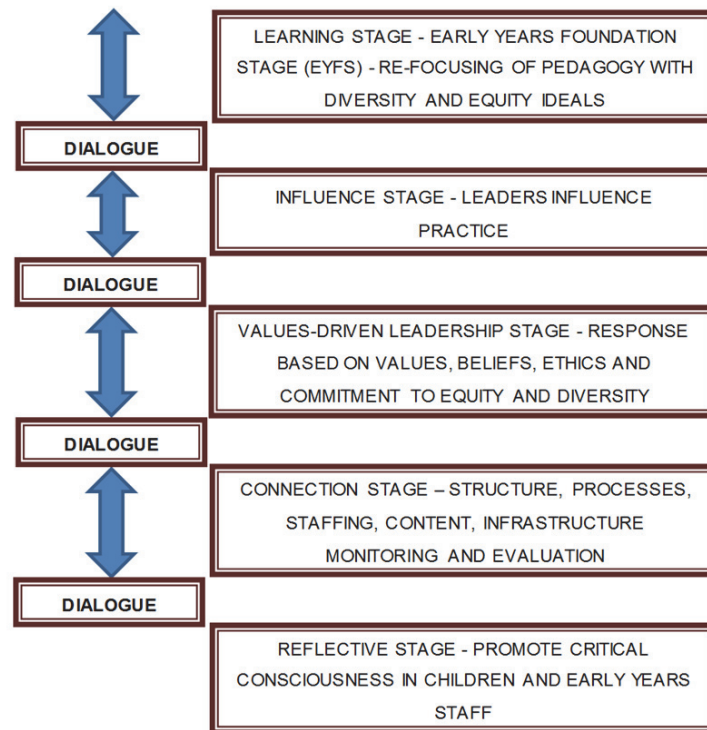 LEARNING STAGE - EARLY YEARS FOUNDATION
STAGE (EYFS) - RE-FOCUSING OF PEDAGOGY WITH
DIVERSITY AND EQUITY IDEALS
DIALOGUE
INFLUENCE STAGE - LEADERS INFLUENCE
PRACTICE
DIALOGUE
VALUES-DRIVEN LEADERSHIP STAGE - RESPONSE
BASED ON VALUES, BELIEFS, ETHICS AND
COMMITMENT TO EQUITY AND DIVERSITY
DIALOGUE
CONNECTION STAGE – STRUCTURE, PROCESSES,
STAFFING, CONTENT, INFRASTRUCTURE
MONITORING AND EVALUATION
DIALOGUE
REFLECTIVE STAGE - PROMOTE CRITICAL
CONSCIOUSNESS IN CHILDREN AND EARLY YEARS
STAFF